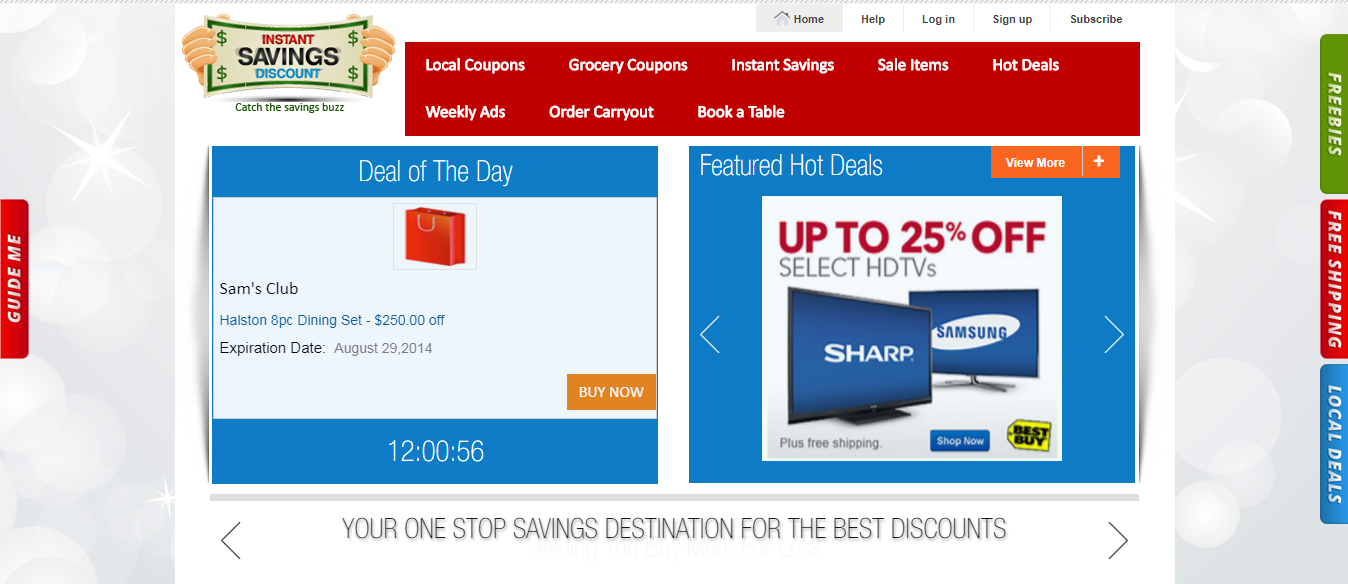 Home
Help
Log in
Sign up
Subscribe
$ INSTANT $
SAVINGS
$ DISCOUNT $
Catch the savings buzz
Local Coupons
Grocery Coupons
Instant Savings
Sale Items
Hot Deals
Weekly Ads
Order Carryout
Book a Table
GUIDE ME
Deal of The Day
Sam's Club
Halston 8pc Dining Set - $250.00 off
Expiration Date: August 29,2014
BUY NOW
12:00:56
Featured Hot Deals
View More +
UP TO 25% OFF
SELECT HDTVs
SAMSUNG
SHARP
Plus free shipping.
Shop Now
BEST
BUY
FREEBIES
FREE SHIPPING
LOCAL DEALS
YOUR ONE STOP SAVINGS DESTINATION FOR THE BEST DISCOUNTS
Helping You Buy More For Less